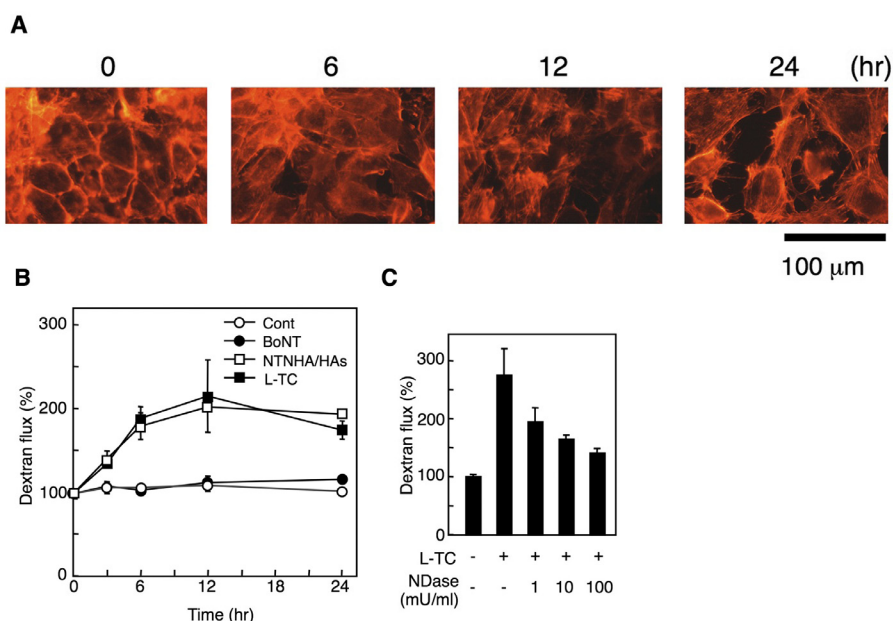 A
0 6 12 24 (hr)
100 μm
B
300
200
100
0
Dextran flux (%)
Cont
BoNT
NTNHA/HAs
L-TC
0 6 12 18 24
Time (hr)
C
300
200
100
0
Dextran flux (%)
L-TC - + + + +
NDase - - 1 10 100
(mU/ml)